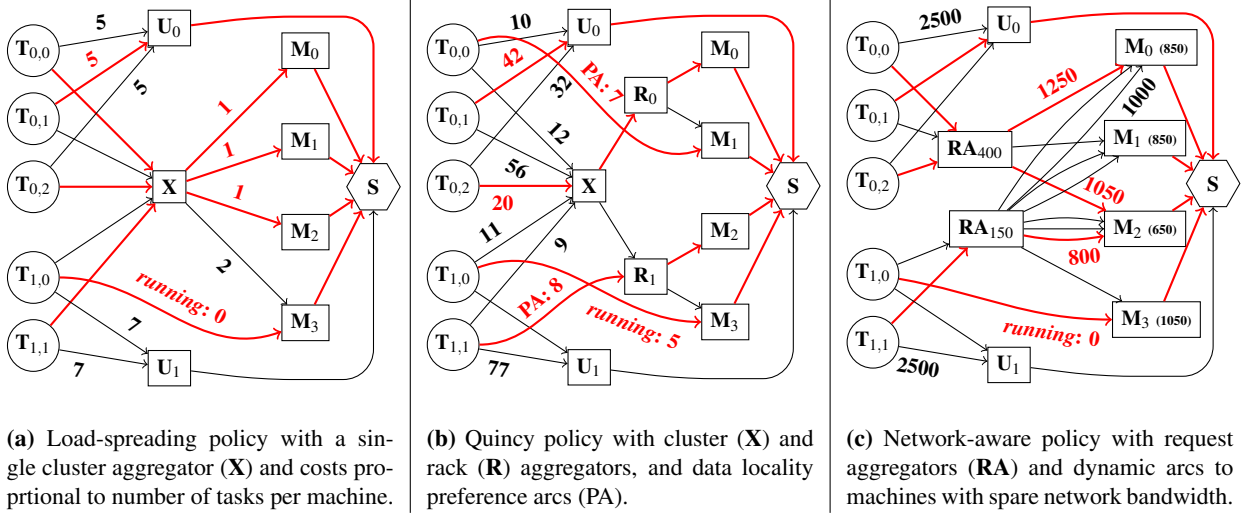 5
U0
T0,0
5
M0
5
1
T0,1
1
M1
T0,2
X
S
1
M2
2
T1,0
running: 0
M3
7
T1,1
7
U1
(a) Load-spreading policy with a sin-
gle cluster aggregator (X) and costs pro-
prtional to number of tasks per machine.
10
U0
T0,0
42
M0
PA: 7
32
R0
T0,1
12
M1
56
T0,2
X
S
20
11
9
M2
T1,0
R1
PA: 8
M3
running: 5
T1,1
77
U1
(b) Quincy policy with cluster (X) and
rack (R) aggregators, and data locality
preference arcs (PA).
2500
U0
T0,0
M0 (850)
1250
1000
T0,1
RA400
M1 (850)
T0,2
S
1050
RA150
M2 (650)
800
T1,0
M3 (1050)
running: 0
T1,1
2500
U1
(c) Network-aware policy with request
aggregators (RA) and dynamic arcs to
machines with spare network bandwidth.